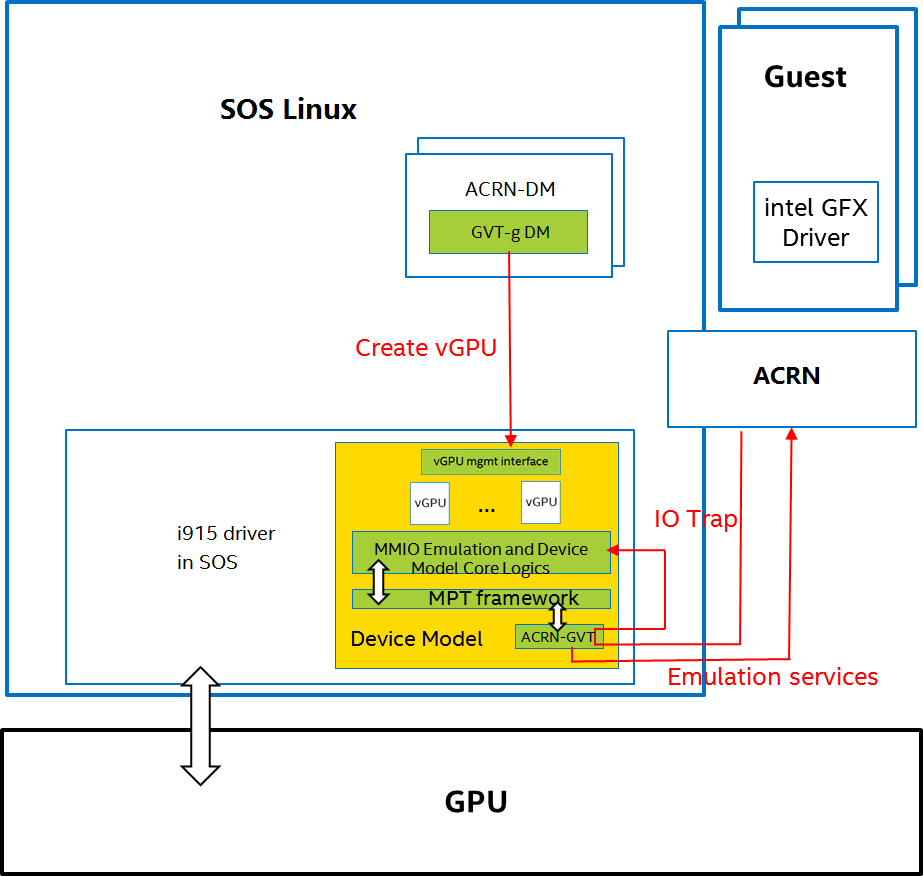 SOS Linux
Guest
ACRN-DM
GVT-g DM
intel GFX
Driver
Create vGPU
ACRN
vGPU mgmt interface
vGPU
...
vGPU
IO Trap
i915 driver
in SOS
MMIO Emulation and Device
Model Core Logics
MPT framework
Device Model
ACRN-GVT
Emulation services
GPU